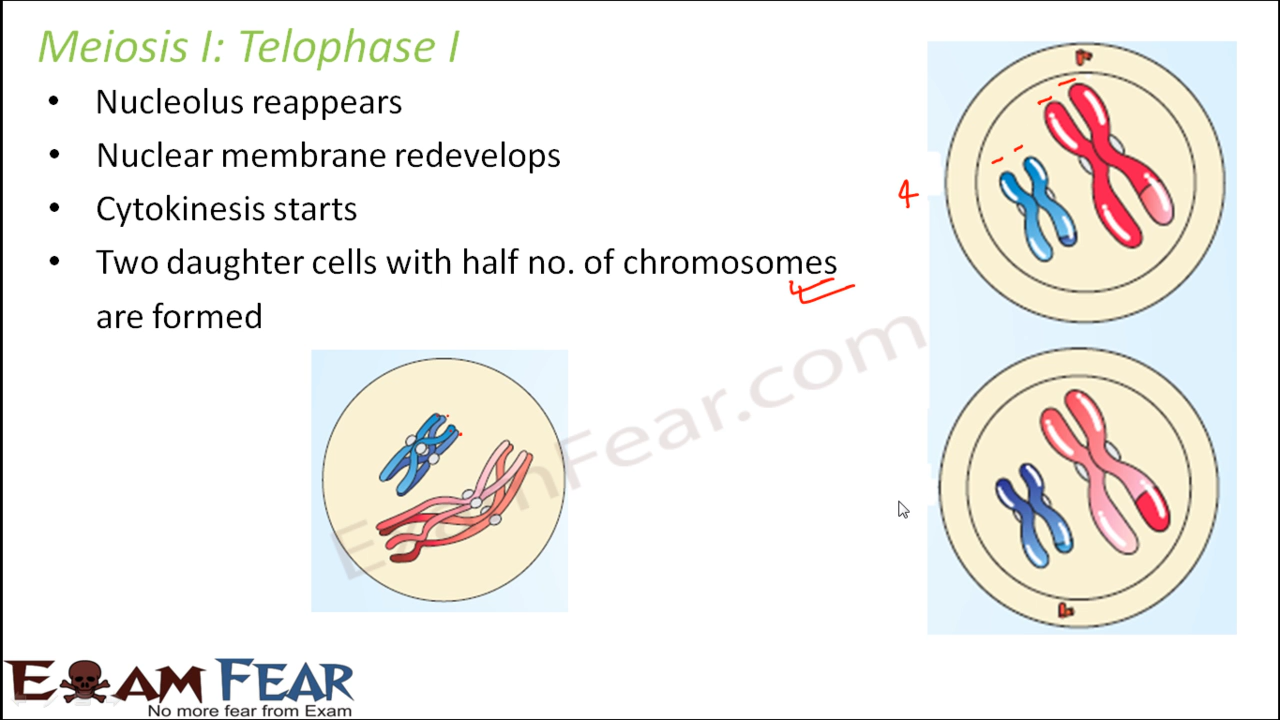 Meiosis I: Telophase I
• Nucleolus reappears
• Nuclear membrane redevelops
• Cytokinesis starts
• Two daughter cells with half no. of chromosomes
are formed
4
ExamFear.com
EXAM FEAR
No more fear from Exam